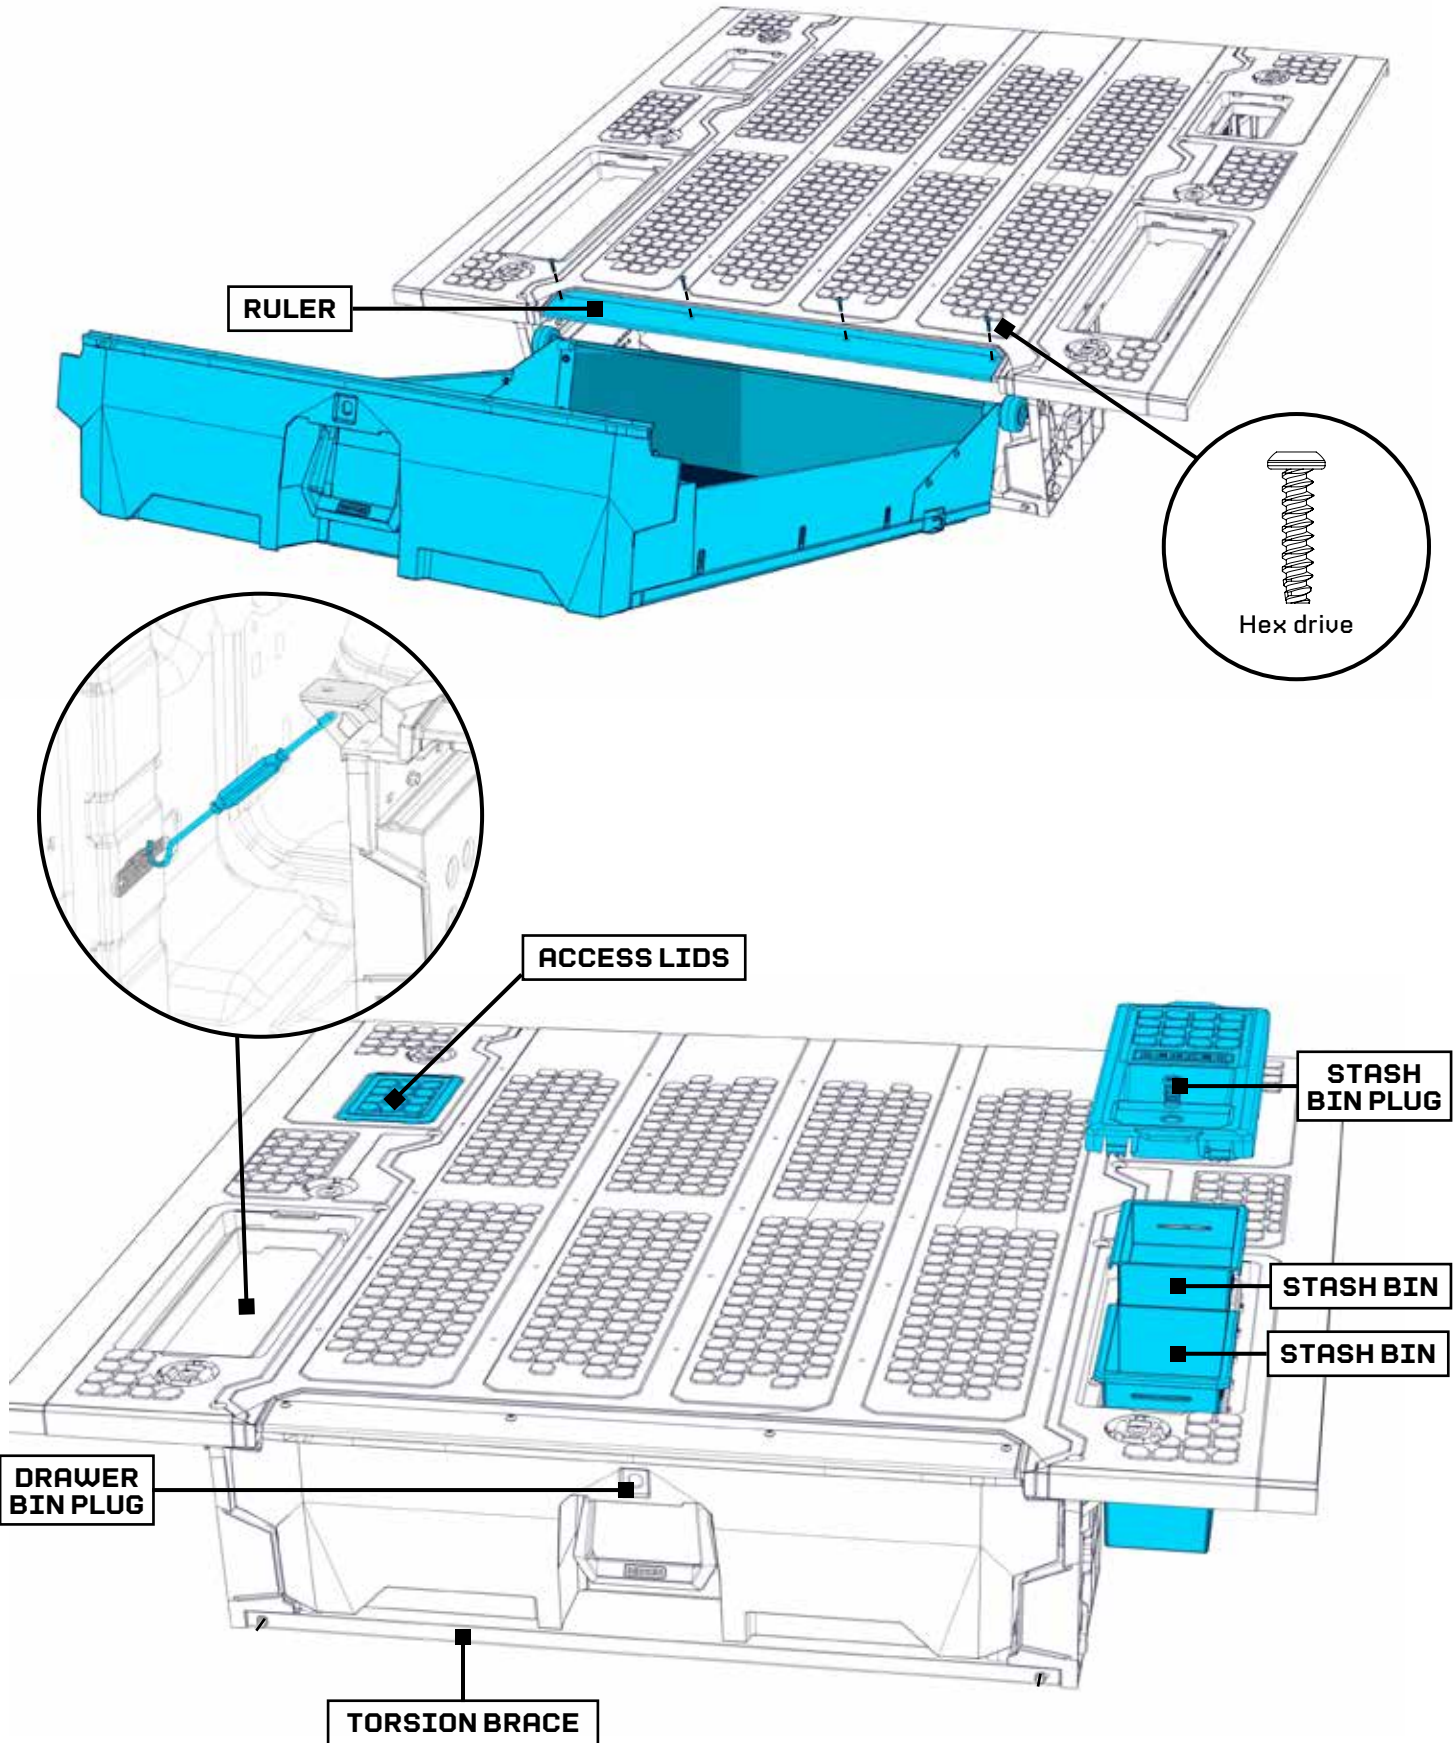 RULER
Hex drive
ACCESS LIDS
STASH
BIN PLUG
STASH BIN
STASH BIN
DRAWER
BIN PLUG
TORSION BRACE